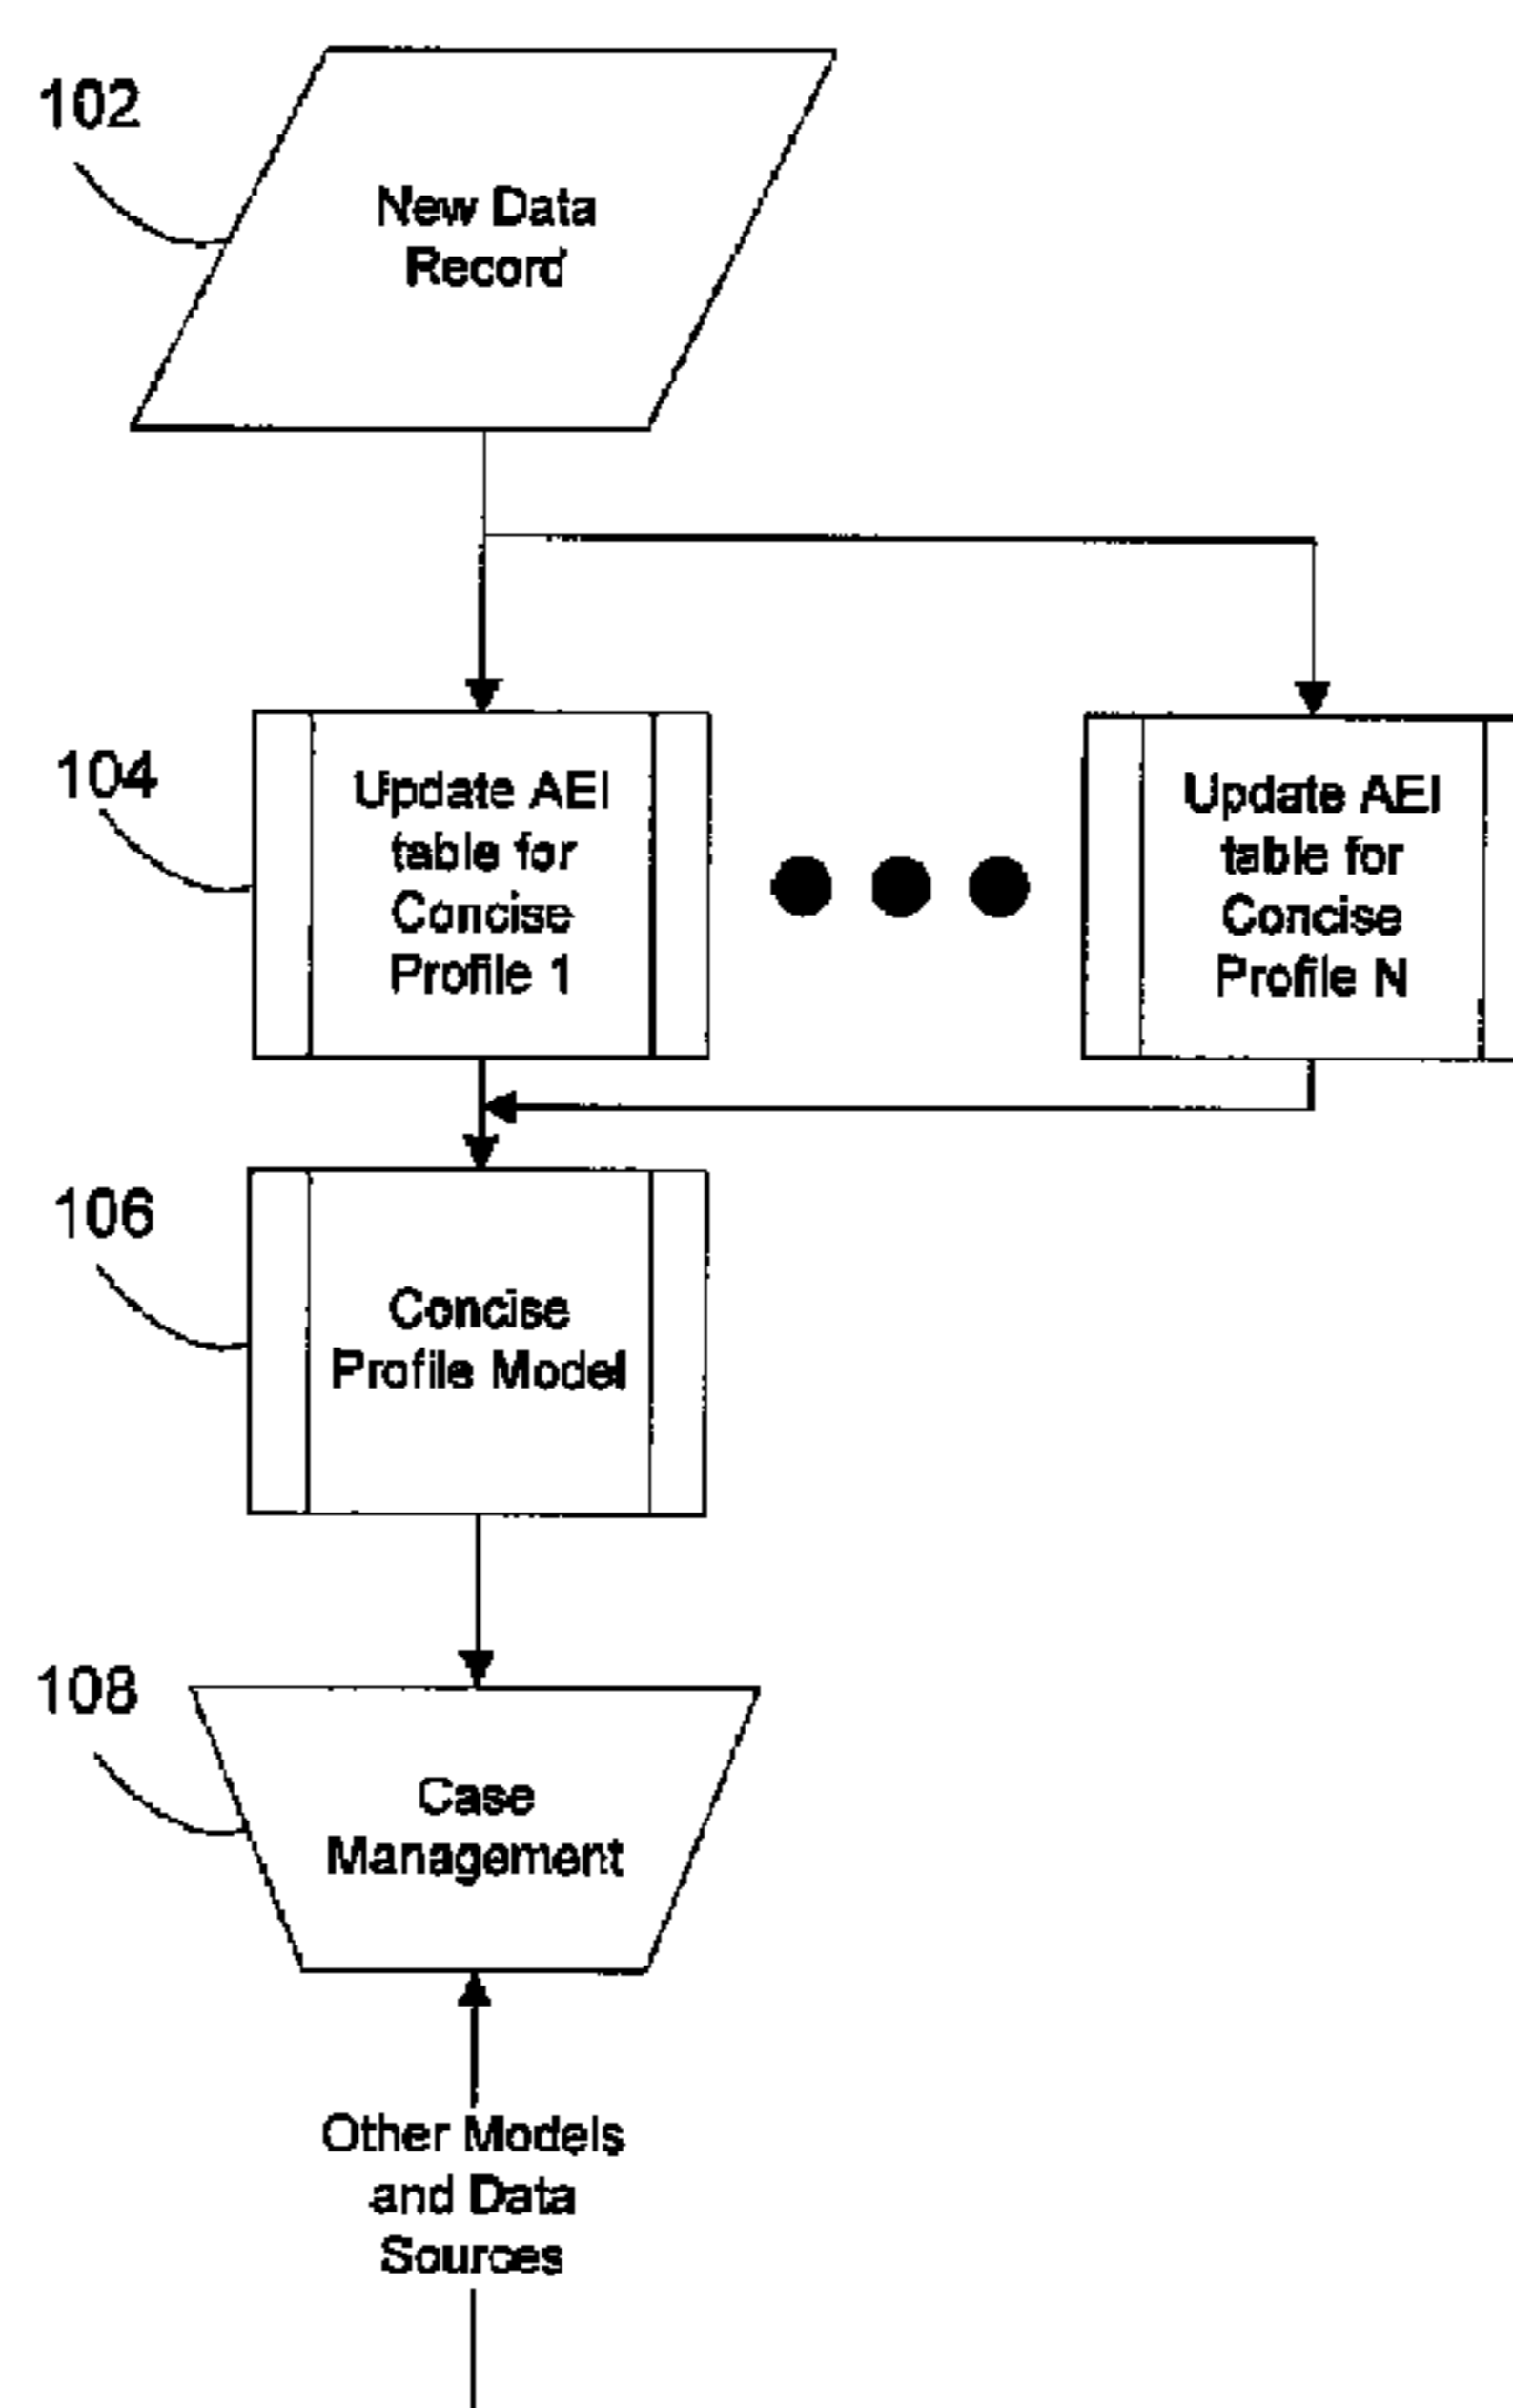 102
New Data
Record
104
Update AEI
table for
Concise
Profile 1
Update AEI
table for
Concise
Profile N
106
Concise
Profile Model
108
Case
Management
Other Models
and Data
Sources